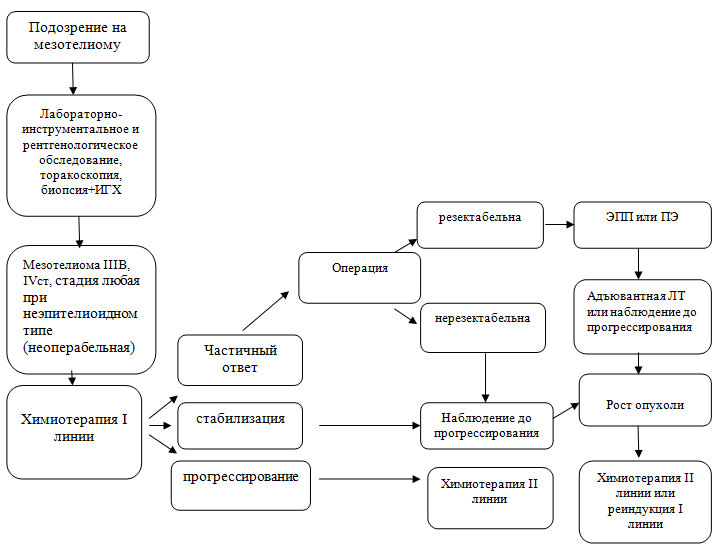 Подозрение на
мезотелиому
Лабораторно-
инструментальное и
рентгенологическое
обследование,
торакоскопия,
биопсия+ИГХ
Мезотелиома IIIВ,
IVст, стадия любая
при
неэпителиоидном
типе
(неоперабельная)
Химиотерапия I
линии
Частичный
ответ
стабилизация
прогрессирование
Операция
резектабельна
нерезектабельна
Наблюдение до
прогрессирования
Химиотерапия II
линии
ЭПП или ПЭ
Адъювантная ЛТ
или наблюдение до
прогрессирования
Рост опухоли
Химиотерапия II
линии или
реиндукция I
линии